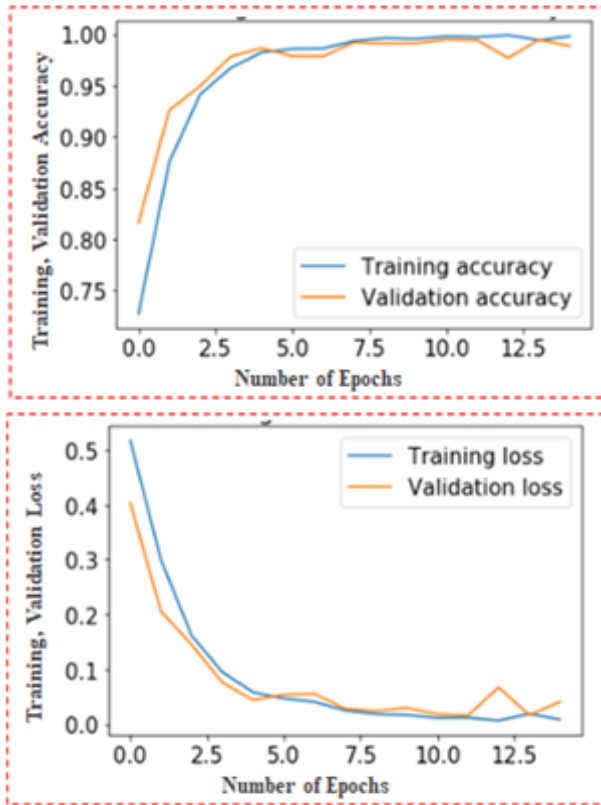 1.00
0.95
0.90
0.85
0.80
0.75
Training, Validation Accuracy
Training accuracy
Validation accuracy
0.0 2.5 5.0 7.5 10.0 12.5
Number of Epochs
Training loss
Validation loss
0.5
0.4
0.3
0.2
0.1
0.0
Training, Validation Loss
0.0 2.5 5.0 7.5 10.0 12.5
Number of Epochs